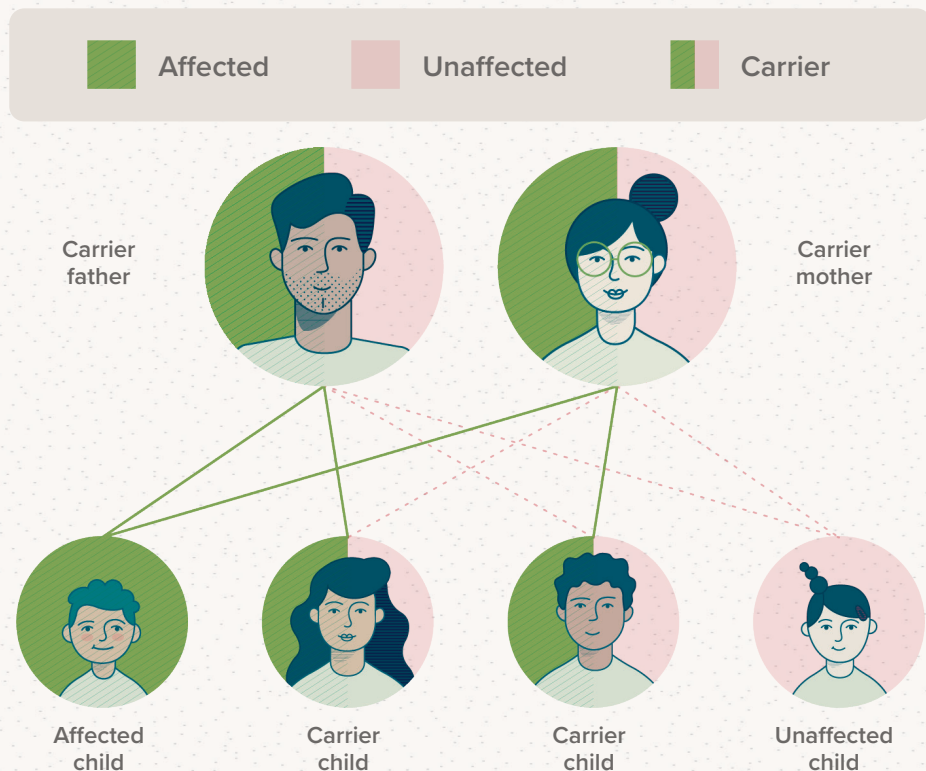 Affected
Unaffected
Carrier
Carrier
father
Carrier
mother
Affected
child
Carrier
child
Carrier
child
Unaffected
child